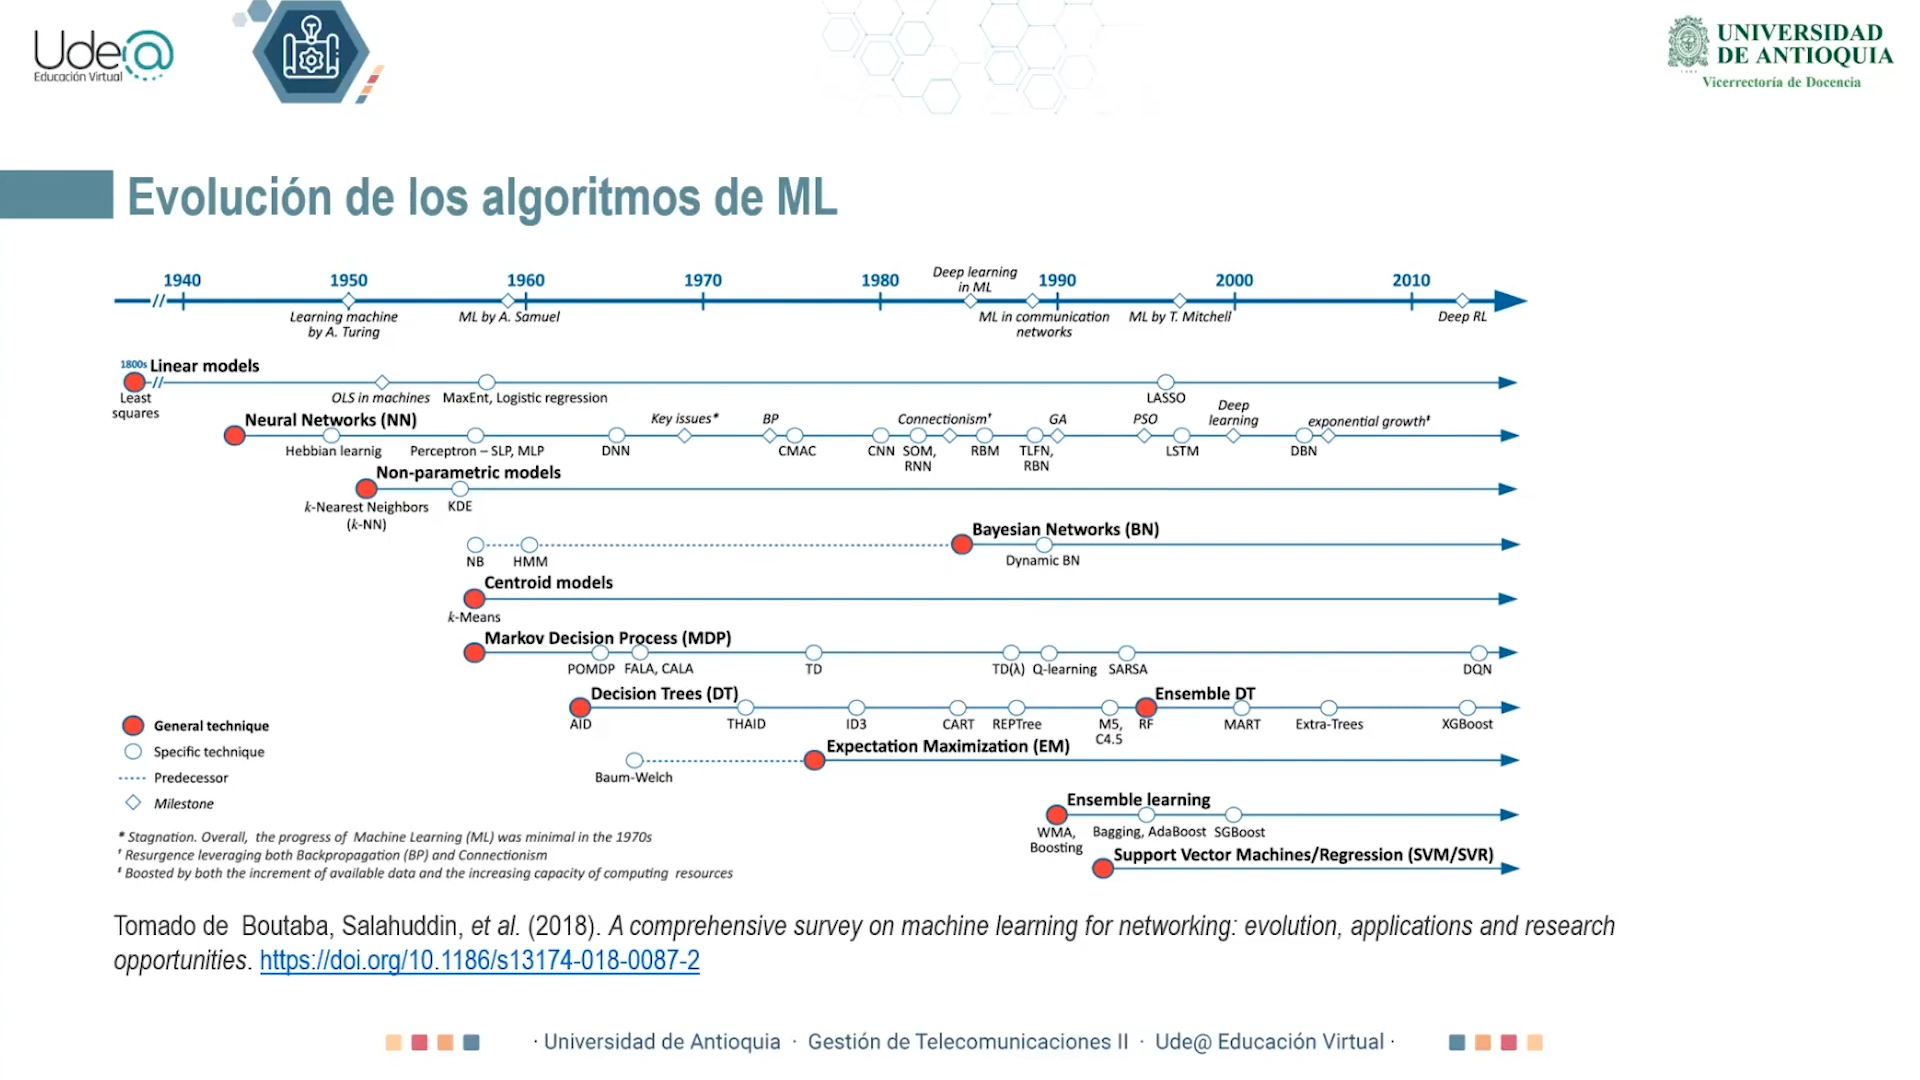 Ude@
Educación Virtual
UNIVERSIDAD
DE ANTIOQUIA
Vicerrectoría de Docencia
Evolución de los algoritmos de ML
1940 1950 1960 1970 1980 1990 2000 2010
Deep learning
in ML
Learning machine
by A. Turing
ML by A. Samuel
ML in communication
networks
ML by T. Mitchell
Deep RL
1800s Linear models
Least
squares
OLS in machines
MaxEnt, Logistic regression
LASSO
Neural Networks (NN)
Key issues*
BP
Connectionism†
GA
PSO
Deep
learning
exponential growth‡
Hebbian learnig
Perceptron – SLP, MLP
DNN
CMAC
CNN
SOM,
RNN
RBM
TLFN,
RBN
LSTM
DBN
Non-parametric models
k-Nearest Neighbors
(k-NN)
KDE
Bayesian Networks (BN)
NB
HMM
Dynamic BN
Centroid models
k-Means
Markov Decision Process (MDP)
POMDP
FALA, CALA
TD
TD(λ)
Q-learning
SARSA
DQN
Decision Trees (DT)
Ensemble DT
AID
THAID
ID3
CART
REPTree
M5,
C4.5
RF
MART
Extra-Trees
XGBoost
Expectation Maximization (EM)
Baum-Welch
Ensemble learning
WMA,
Boosting
Bagging, AdaBoost
SGBoost
Support Vector Machines/Regression (SVM/SVR)
General technique
Specific technique
Predecessor
Milestone
* Stagnation. Overall, the progress of Machine Learning (ML) was minimal in the 1970s
† Resurgence leveraging both Backpropagation (BP) and Connectionism
‡ Boosted by both the increment of available data and the increasing capacity of computing resources
Tomado de Boutaba, Salahuddin, et al. (2018). A comprehensive survey on machine learning for networking: evolution, applications and research
opportunities. https://doi.org/10.1186/s13174-018-0087-2
· Universidad de Antioquia · Gestión de Telecomunicaciones II · Ude@ Educación Virtual ·